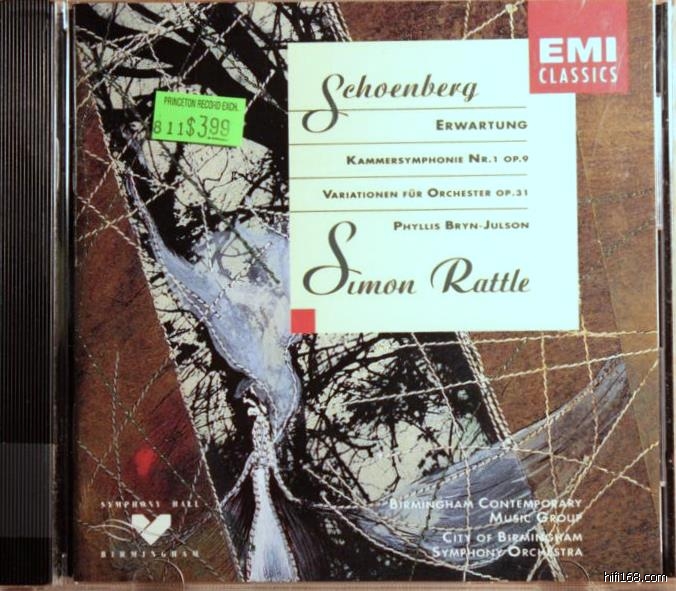 EMI
CLASSICS
PRINCETON RECORD EXCH.
811 $3.99
Schoenberg
ERWARTUNG
KAMMERSYMPHONIE NR.1 OP.9
VARIATIONEN FÜR ORCHESTER OP.31
PHYLLIS BRYN-JULSON
Simon Rattle
SYMPHONY HALL
BIRMINGHAM
BIRMINGHAM CONTEMPORARY
MUSIC GROUP
CITY OF BIRMINGHAM
SYMPHONY ORCHESTRA
hifi168.com